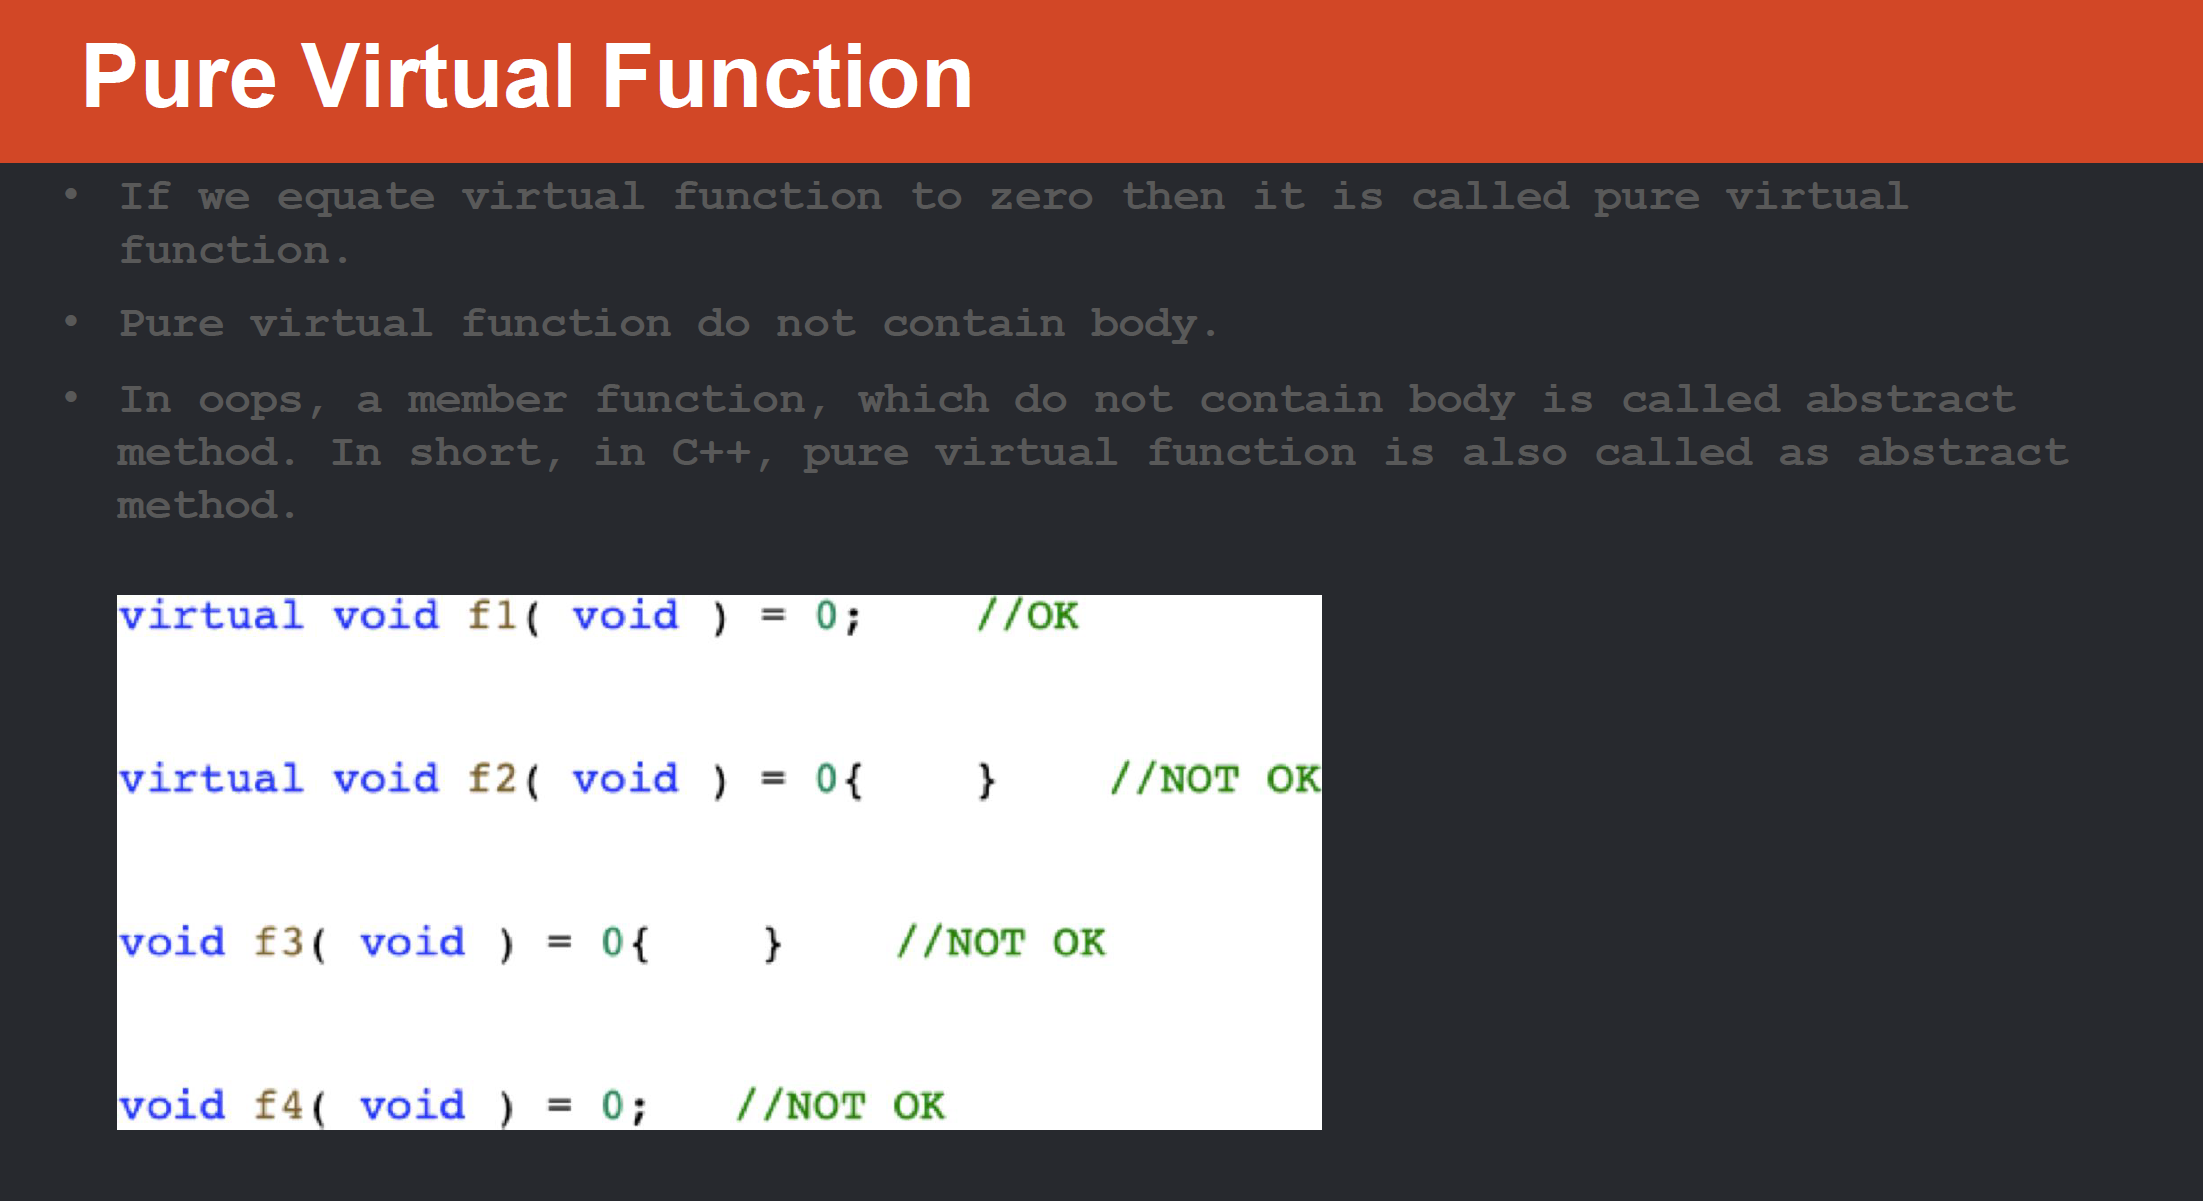 Pure Virtual Function
• If we equate virtual function to zero then it is called pure virtual
function.
• Pure virtual function do not contain body.
• In oops, a member function, which do not contain body is called abstract
method. In short, in C++, pure virtual function is also called as abstract
method.
virtual void f1( void ) = 0;    //OK
virtual void f2( void ) = 0{    }    //NOT OK
void f3( void ) = 0{    }    //NOT OK
void f4( void ) = 0;   //NOT OK